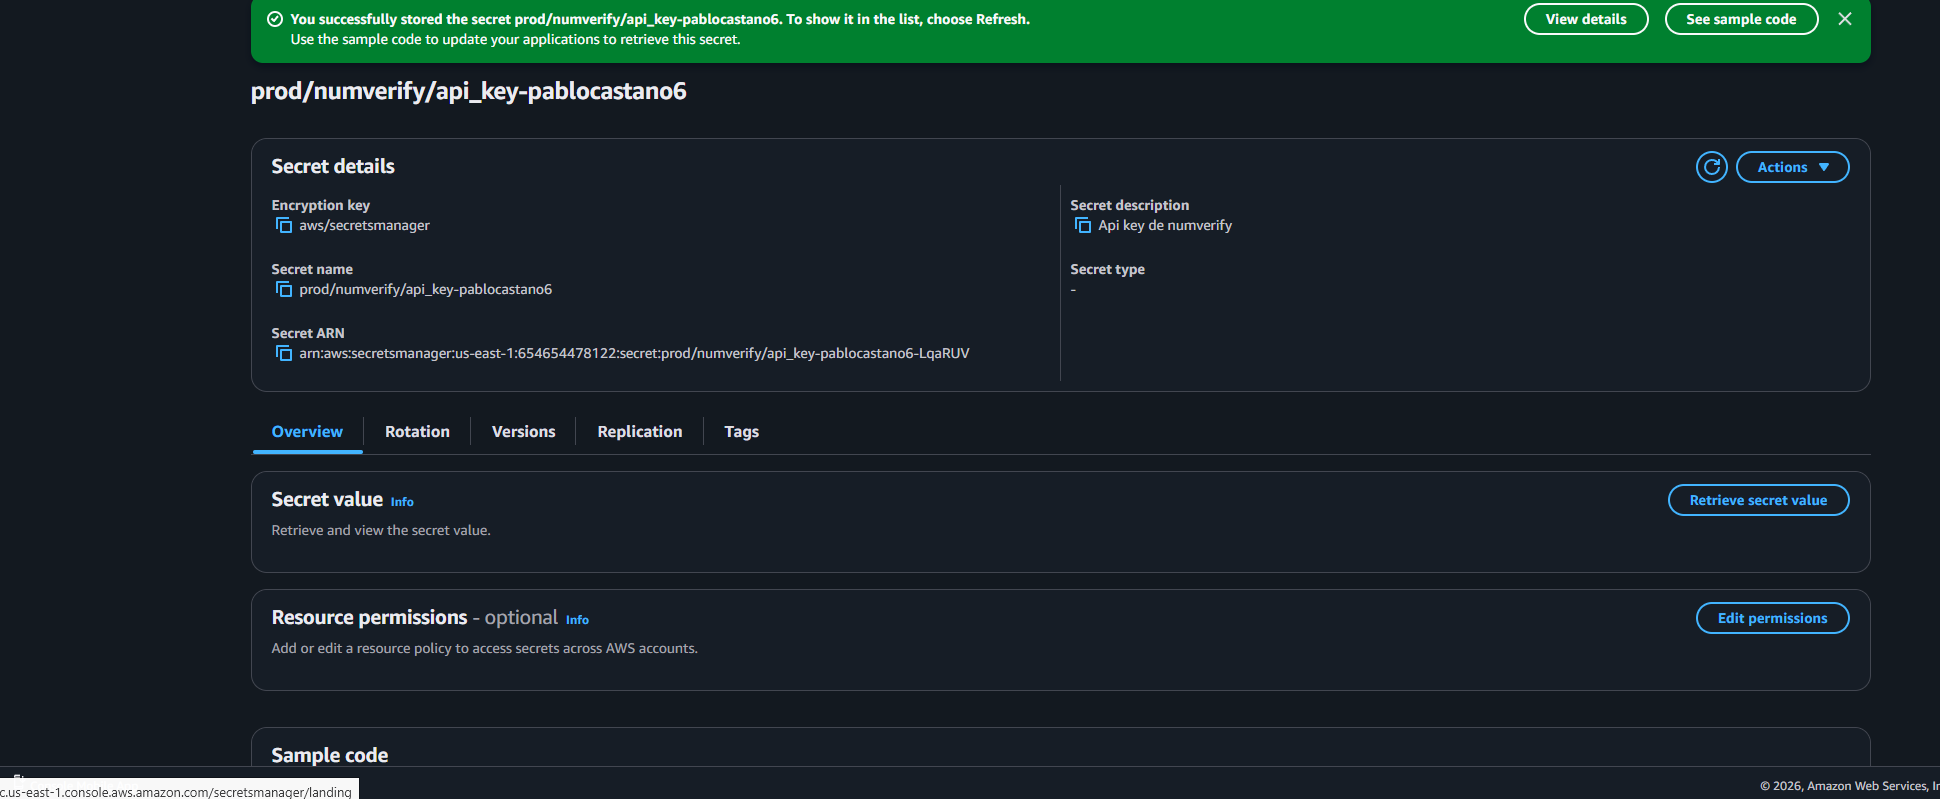 You successfully stored the secret prod/numverify/api_key-pablocastano6. To show it in the list, choose Refresh.
Use the sample code to update your applications to retrieve this secret.
View details
See sample code
prod/numverify/api_key-pablocastano6
Secret details
Actions
Encryption key
aws/secretsmanager
Secret description
Api key de numverify
Secret name
prod/numverify/api_key-pablocastano6
Secret type
-
Secret ARN
arn:aws:secretsmanager:us-east-1:654654478122:secret:prod/numverify/api_key-pablocastano6-LqaRUV
Overview
Rotation
Versions
Replication
Tags
Secret value Info
Retrieve secret value
Retrieve and view the secret value.
Resource permissions - optional Info
Edit permissions
Add or edit a resource policy to access secrets across AWS accounts.
Sample code
c.us-east-1.console.aws.amazon.com/secretsmanager/landing
© 2026, Amazon Web Services, I